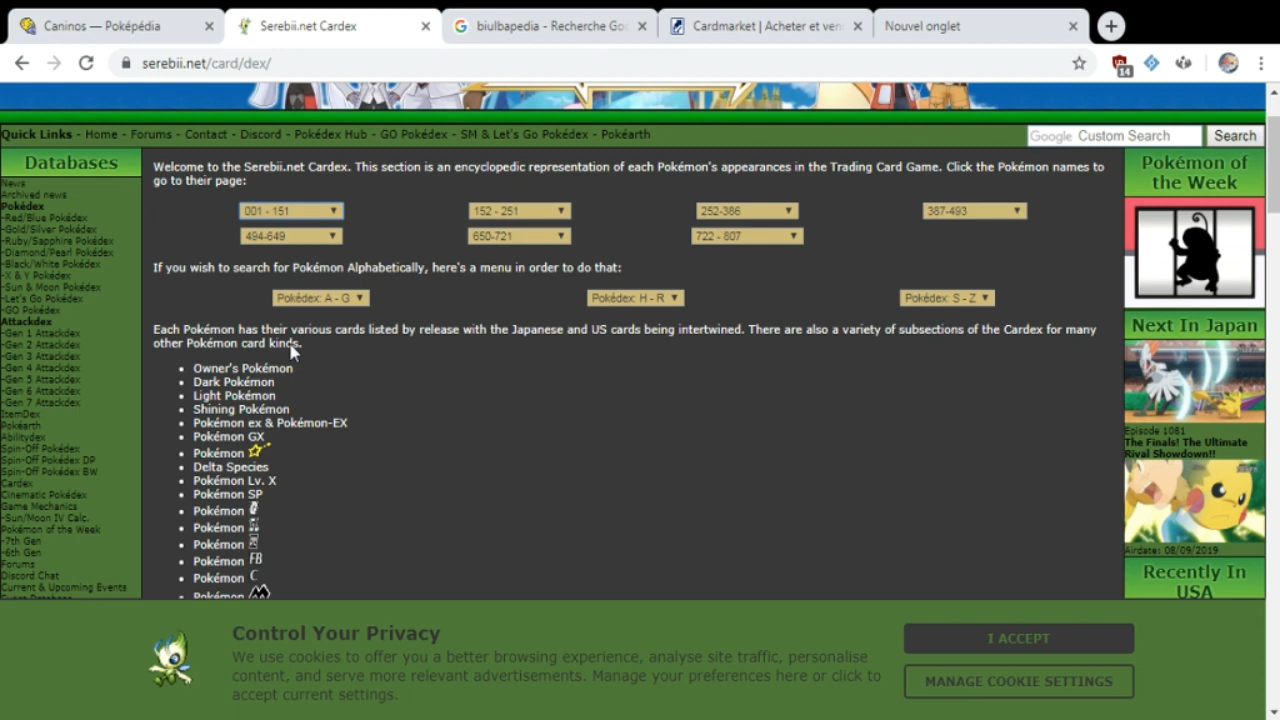 Caninos — Poképédia
Serebii.net Cardex
biulbapedia - Recherche Goo
Cardmarket | Acheter et ven
Nouvel onglet
serebii.net/card/dex/
14
Quick Links - Home - Forums - Contact - Discord - Pokédex Hub - GO Pokédex - SM & Let's Go Pokédex - Pokéarth
Google Custom Search
Search
Databases
News
Archived news
Pokédex
-Red/Blue Pokédex
-Gold/Silver Pokédex
-Ruby/Sapphire Pokédex
-Diamond/Pearl Pokédex
-Black/White Pokédex
-X & Y Pokédex
-Sun & Moon Pokédex
-Let's Go Pokédex
-GO Pokédex
Attackdex
-Gen 1 Attackdex
-Gen 2 Attackdex
-Gen 3 Attackdex
-Gen 4 Attackdex
-Gen 5 Attackdex
-Gen 6 Attackdex
-Gen 7 Attackdex
ItemDex
Pokéarth
Abilitydex
Spin-Off Pokédex
Spin-Off Pokédex DP
Spin-Off Pokédex BW
Cardex
Cinematic Pokédex
Game Mechanics
-Sun/Moon IV Calc.
Pokémon of the Week
-7th Gen
-6th Gen
Forums
Discord Chat
Current & Upcoming Events
Event Database
Welcome to the Serebii.net Cardex. This section is an encyclopedic representation of each Pokémon's appearances in the Trading Card Game. Click the Pokémon names to
go to their page:
001 - 151
152 - 251
252-386
387-493
494-649
650-721
722 - 807
If you wish to search for Pokémon Alphabetically, here's a menu in order to do that:
Pokédex: A - G
Pokédex: H - R
Pokédex: S - Z
Each Pokémon has their various cards listed by release with the Japanese and US cards being intertwined. There are also a variety of subsections of the Cardex for many
other Pokémon card kinds.
Owner's Pokémon
Dark Pokémon
Light Pokémon
Shining Pokémon
Pokémon ex & Pokémon-EX
Pokémon GX
Pokémon
Delta Species
Pokémon Lv. X
Pokémon SP
Pokémon
Pokémon
Pokémon
Pokémon FB
Pokémon C
Pokémon
Pokémon of
the Week
Next In Japan
Episode 1081
The Finals! The Ultimate
Rival Showdown!!
Airdate: 08/09/2019
Recently In
USA
Control Your Privacy
We use cookies to offer you a better browsing experience, analyse site traffic, personalise
content, and serve more relevant advertisements. Manage your preferences here or click to
accept current settings.
I ACCEPT
MANAGE COOKIE SETTINGS